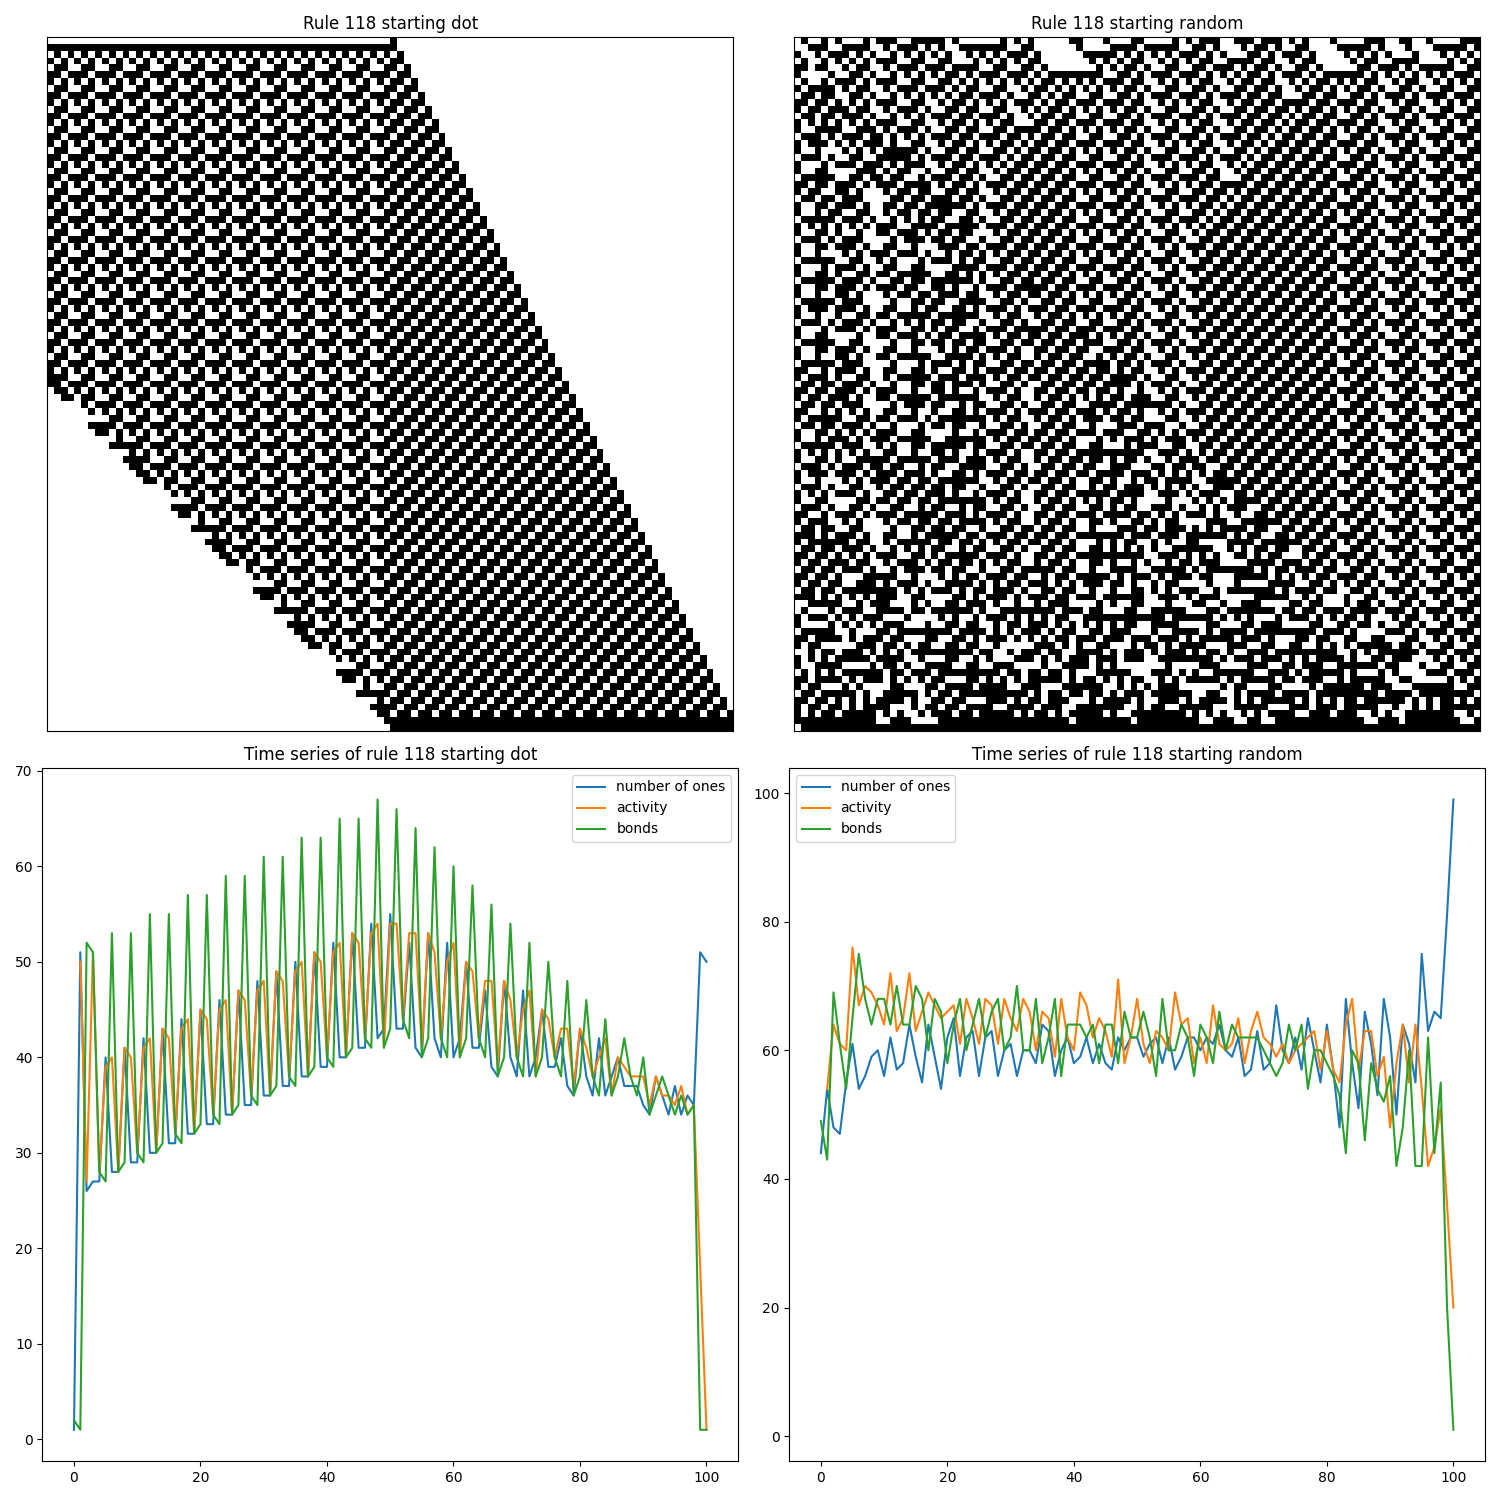 Rule 118 starting dot
Rule 118 starting random
Time series of rule 118 starting dot
70
60
50
40
30
20
10
0
0
20
40
60
80
100
number of ones
activity
bonds
Time series of rule 118 starting random
100
80
60
40
20
0
0
20
40
60
80
100
number of ones
activity
bonds